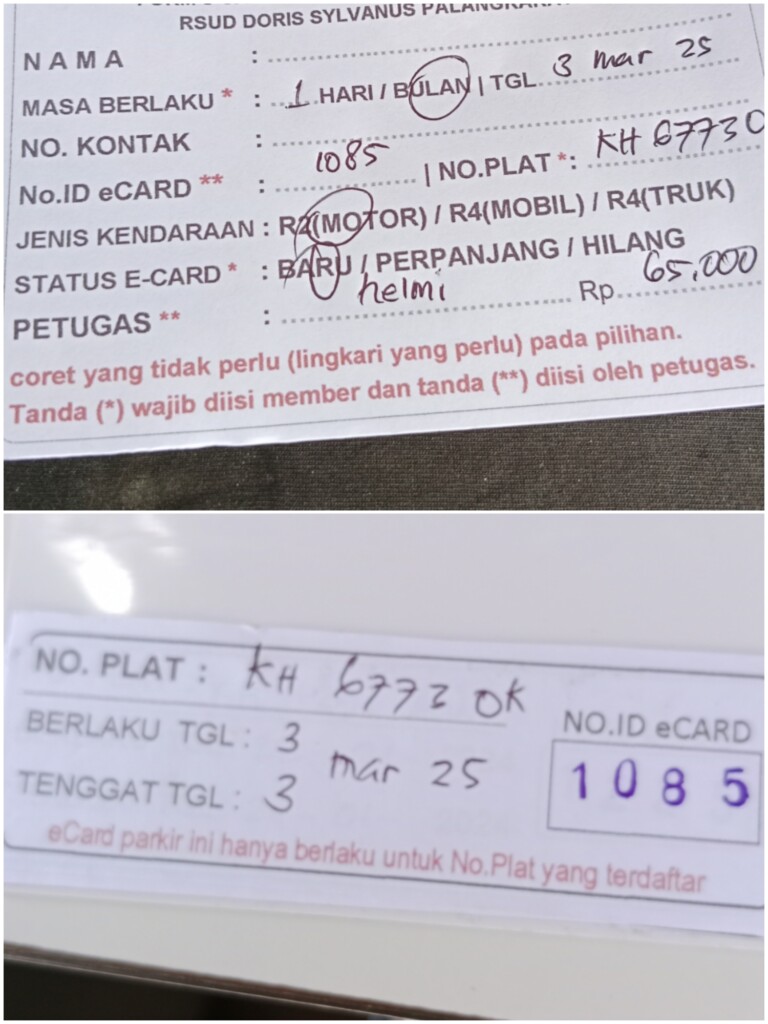 RSUD DORIS SYLVANUS
NAMA :
MASA BERLAKU * : 1 HARI / BULAN | TGL. 3 mar 25
NO. KONTAK :
No.ID eCARD ** : 1085 | NO.PLAT *: KH 6773 O
JENIS KENDARAAN : R2(MOTOR) / R4(MOBIL) / R4(TRUK)
STATUS E-CARD * : BARU / PERPANJANG / HILANG
PETUGAS ** : helmi Rp. 65.000
coret yang tidak perlu (lingkari yang perlu) pada pilihan.
Tanda (*) wajib diisi member dan tanda (**) diisi oleh petugas.
NO. PLAT : KH 6773 OK
BERLAKU TGL : 3
mar 25
TENGGAT TGL : 3
NO.ID eCARD
1085
eCard parkir ini hanya berlaku untuk No.Plat yang terdaftar